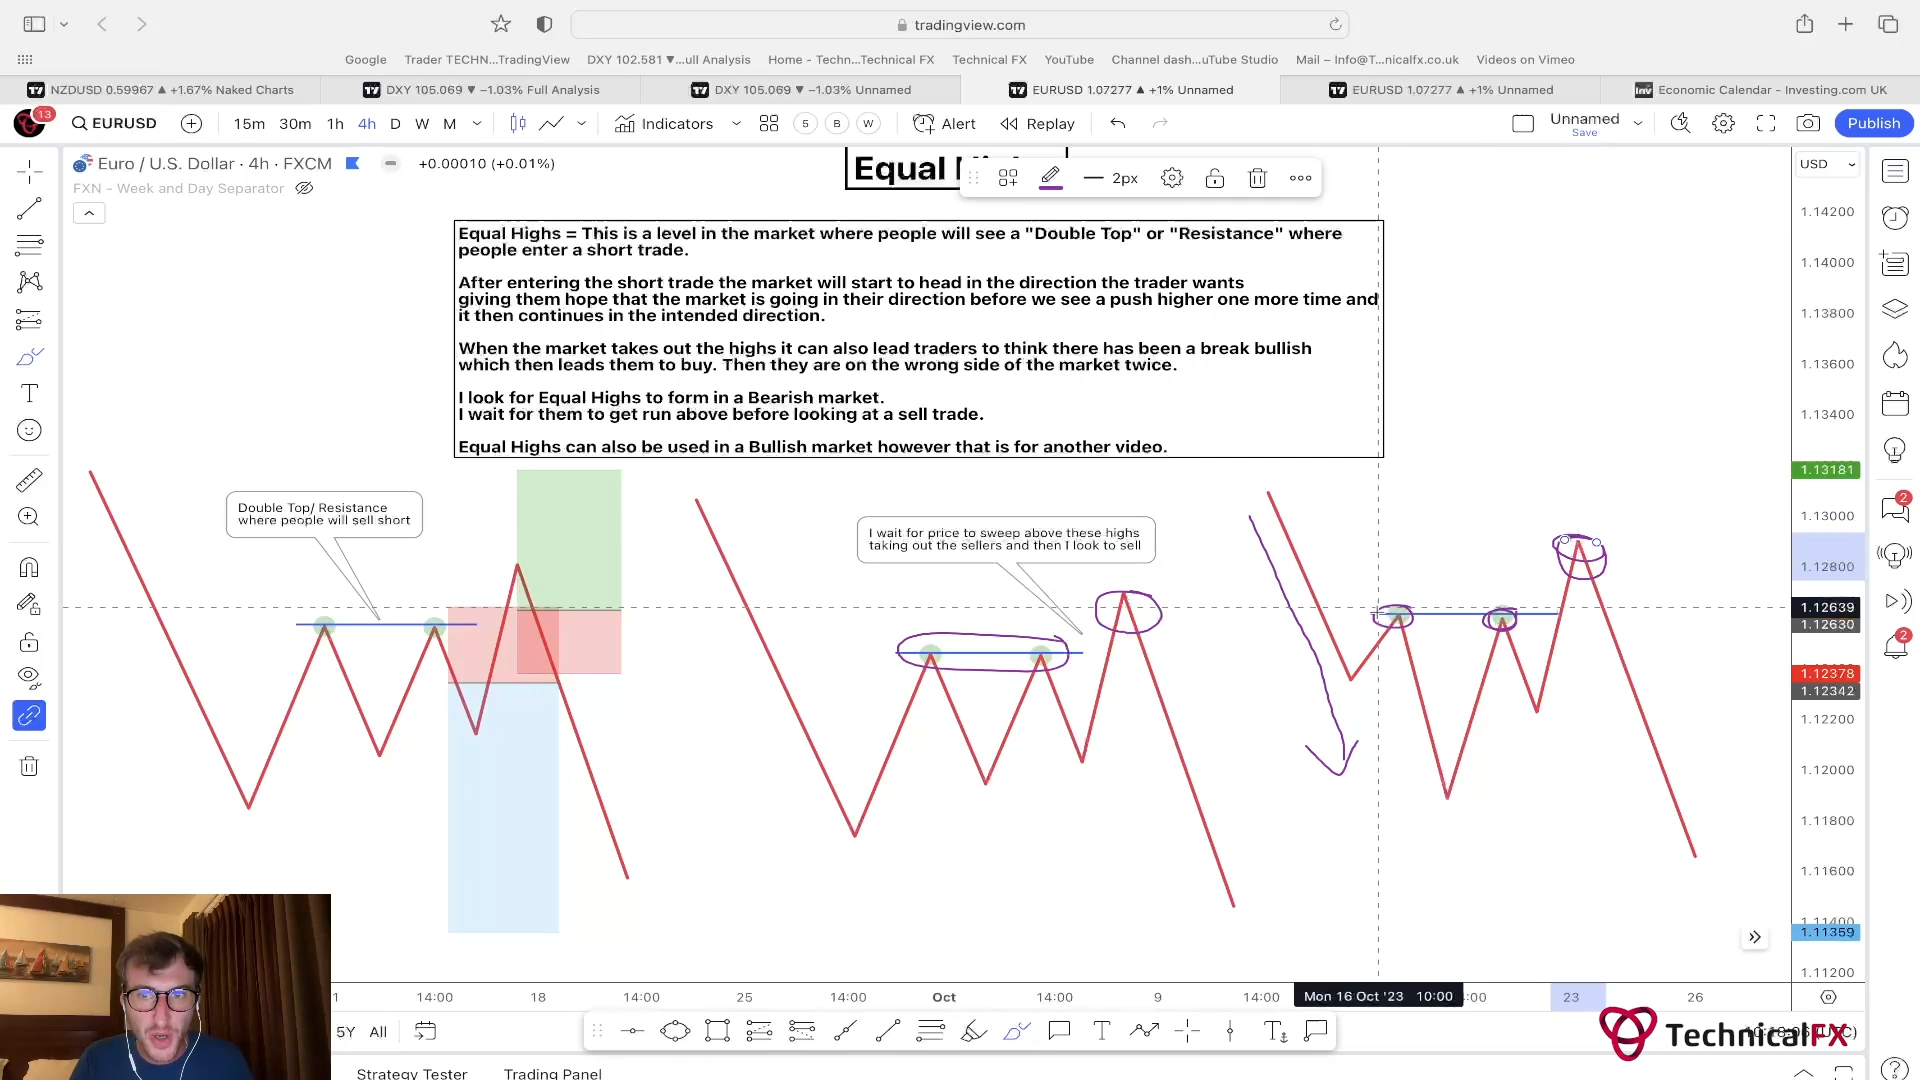 tradingview.com
Google
Trader TECHN...TradingView
DXY 102.581 ▼...ull Analysis
Home - Techn...Technical FX
Technical FX
YouTube
Channel dash...uTube Studio
Mail – Info@T...nicalfx.co.uk
Videos on Vimeo
NZDUSD 0.59967 ▲ +1.67% Naked Charts
DXY 105.069 ▼ −1.03% Full Analysis
DXY 105.069 ▼ −1.03% Unnamed
EURUSD 1.07277 ▲ +1% Unnamed
EURUSD 1.07277 ▲ +1% Unnamed
Inv
Economic Calendar - Investing.com UK
13
EURUSD
15m
30m
1h
4h
D
W
M
Indicators
5
B
W
Alert
Replay
Unnamed
Save
Publish
Euro / U.S. Dollar · 4h · FXCM
+0.00010 (+0.01%)
FXN - Week and Day Separator
Equal
2px
USD
Equal Highs = This is a level in the market where people will see a "Double Top" or "Resistance" where
people enter a short trade.
After entering the short trade the market will start to head in the direction the trader wants
giving them hope that the market is going in their direction before we see a push higher one more time and
it then continues in the intended direction.
When the market takes out the highs it can also lead traders to think there has been a break bullish
which then leads them to buy. Then they are on the wrong side of the market twice.
I look for Equal Highs to form in a Bearish market.
I wait for them to get run above before looking at a sell trade.
Equal Highs can also be used in a Bullish market however that is for another video.
Double Top/ Resistance
where people will sell short
I wait for price to sweep above these highs
taking out the sellers and then I look to sell
1.14200
1.14000
1.13800
1.13600
1.13400
1.13181
1.13000
1.12800
1.12639
1.12630
1.12378
1.12342
1.12200
1.12000
1.11800
1.11600
1.11400
1.11359
1.11200
2
2
1
14:00
18
14:00
25
14:00
Oct
14:00
9
14:00
Mon 16 Oct '23 10:00
:00
23
26
5Y
All
TechnicalFX
Strategy Tester
Trading Panel